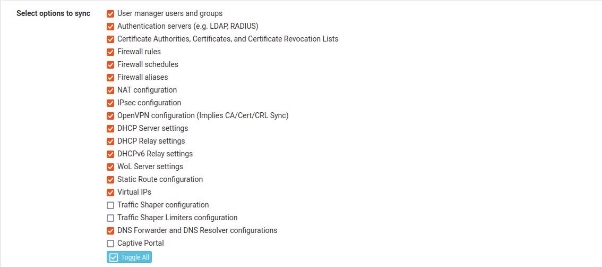 Select options to sync
User manager users and groups
Authentication servers (e.g. LDAP, RADIUS)
Certificate Authorities, Certificates, and Certificate Revocation Lists
Firewall rules
Firewall schedules
Firewall aliases
NAT configuration
IPsec configuration
OpenVPN configuration (Implies CA/Cert/CRL Sync)
DHCP Server settings
DHCP Relay settings
DHCPv6 Relay settings
WoL Server settings
Static Route configuration
Virtual IPs
Traffic Shaper configuration
Traffic Shaper Limiters configuration
DNS Forwarder and DNS Resolver configurations
Captive Portal
Toggle All